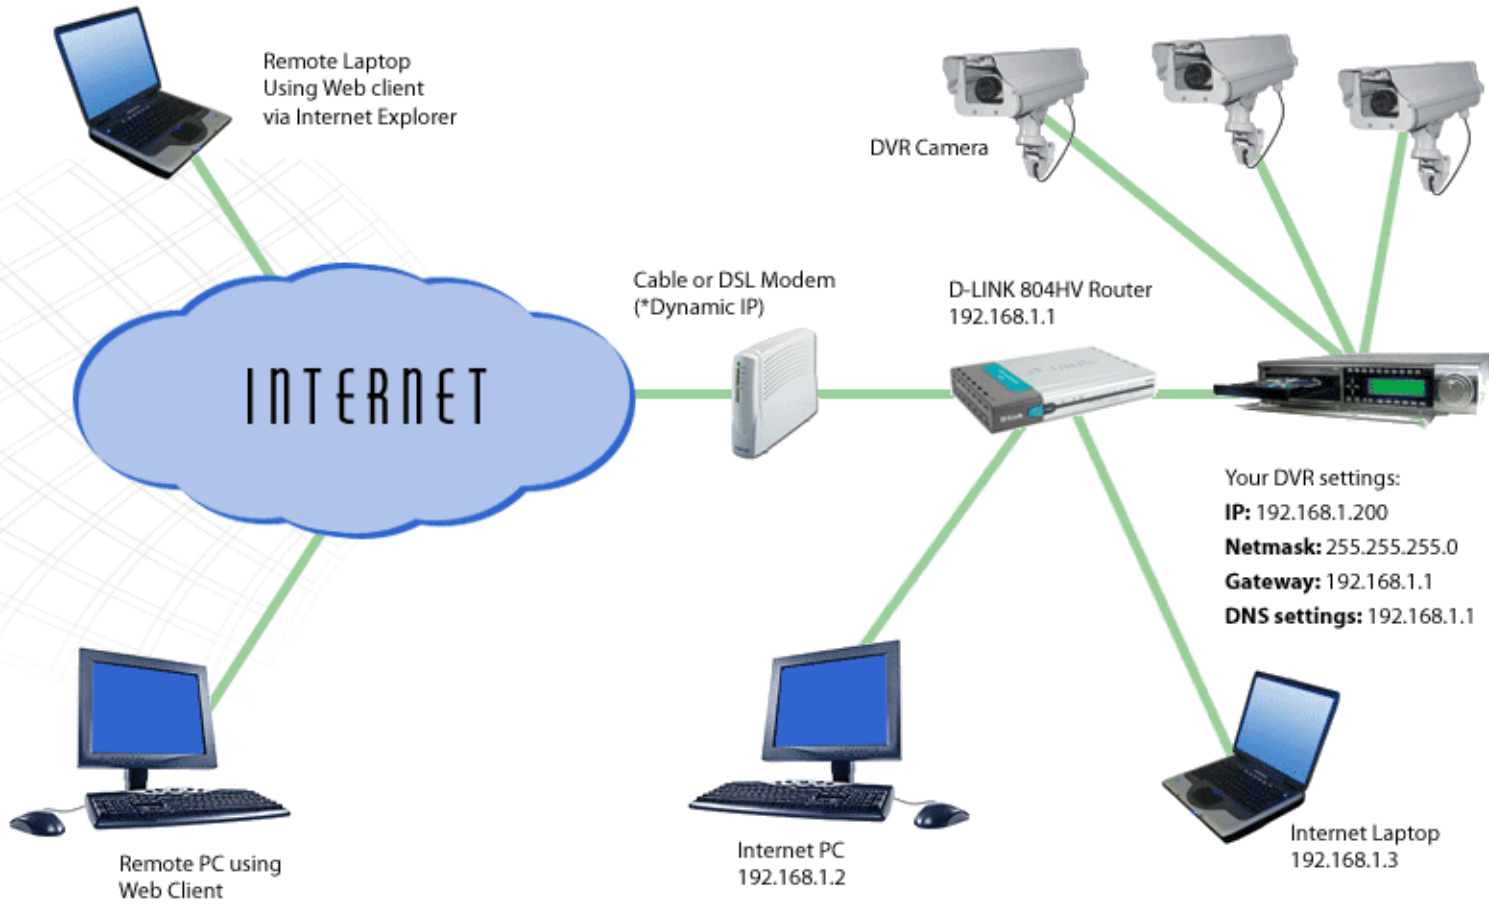 Remote Laptop
Using Web client
via Internet Explorer
DVR Camera
INTERNET
Cable or DSL Modem
(*Dynamic IP)
D-LINK 804HV Router
192.168.1.1
D-Link
Your DVR settings:
IP: 192.168.1.200
Netmask: 255.255.255.0
Gateway: 192.168.1.1
DNS settings: 192.168.1.1
Remote PC using
Web Client
Internet PC
192.168.1.2
Internet Laptop
192.168.1.3